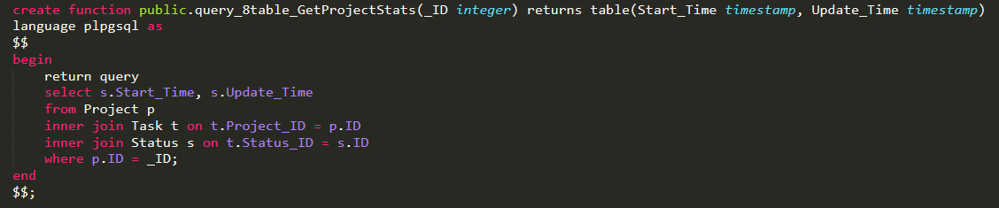 create function public.query_8table_GetProjectStats(_ID integer) returns table(Start_Time timestamp, Update_Time timestamp)
language plpgsql as
$$
begin
    return query
    select s.Start_Time, s.Update_Time
    from Project p
    inner join Task t on t.Project_ID = p.ID
    inner join Status s on t.Status_ID = s.ID
    where p.ID = _ID;
end
$$;